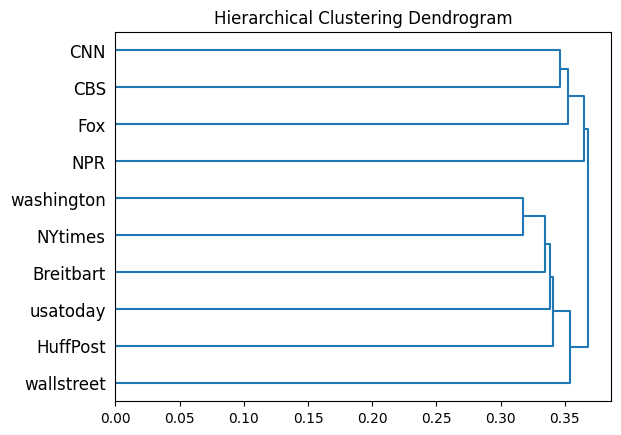 Hierarchical Clustering Dendrogram
CNN
CBS
Fox
NPR
washington
NYtimes
Breitbart
usatoday
HuffPost
wallstreet
0.00 0.05 0.10 0.15 0.20 0.25 0.30 0.35